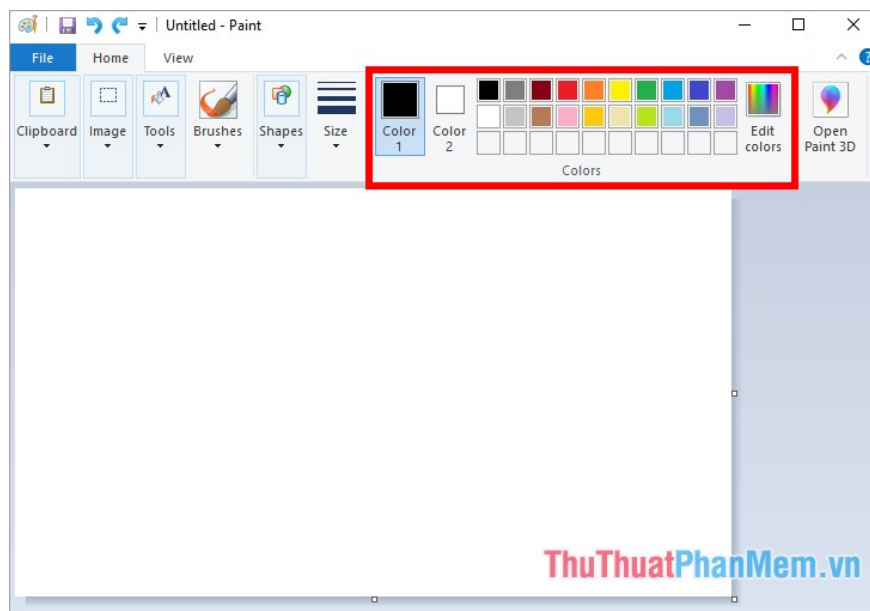 Untitled - Paint
File Home View
Clipboard Image Tools Brushes Shapes Size Color 1 Color 2 Edit colors Open Paint 3D
Colors
ThuThuatPhanMem.vn